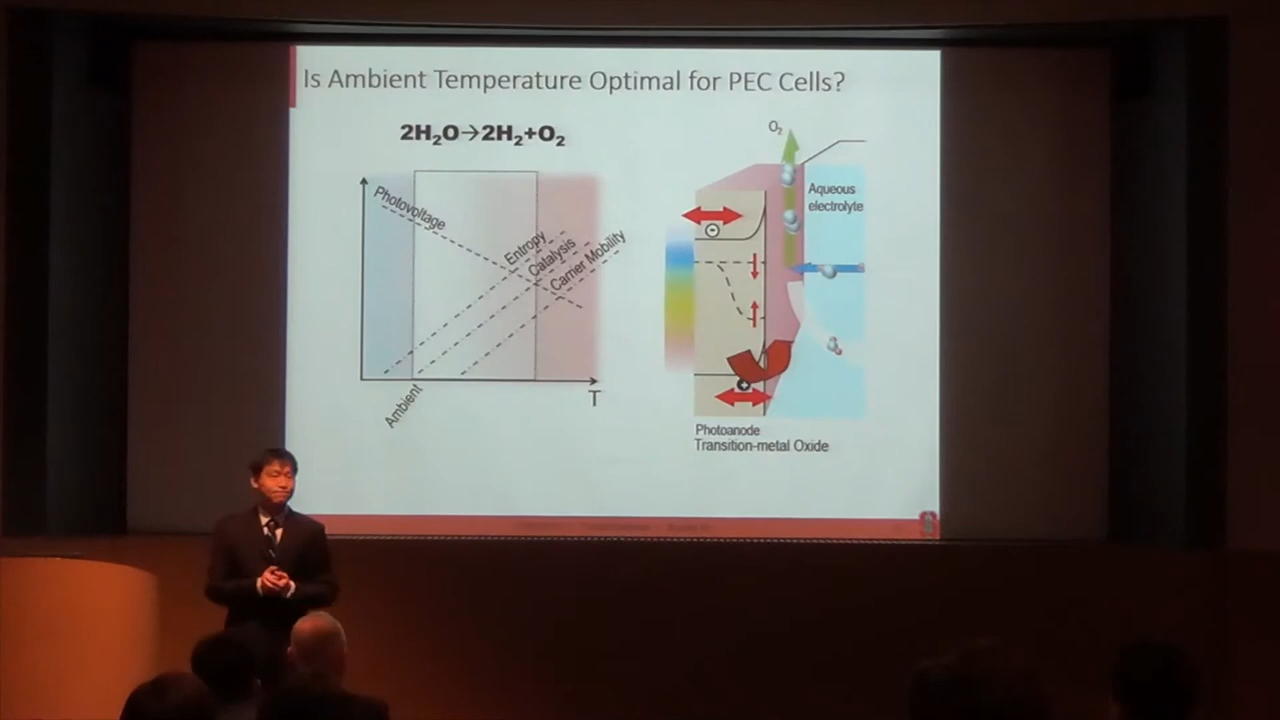 Is Ambient Temperature Optimal for PEC Cells?
2H₂O→2H₂+O₂
Photovoltage
Entropy
Catalysis
Carrier Mobility
Ambient
T
O₂
Aqueous
electrolyte
Photoanode
Transition-metal Oxide